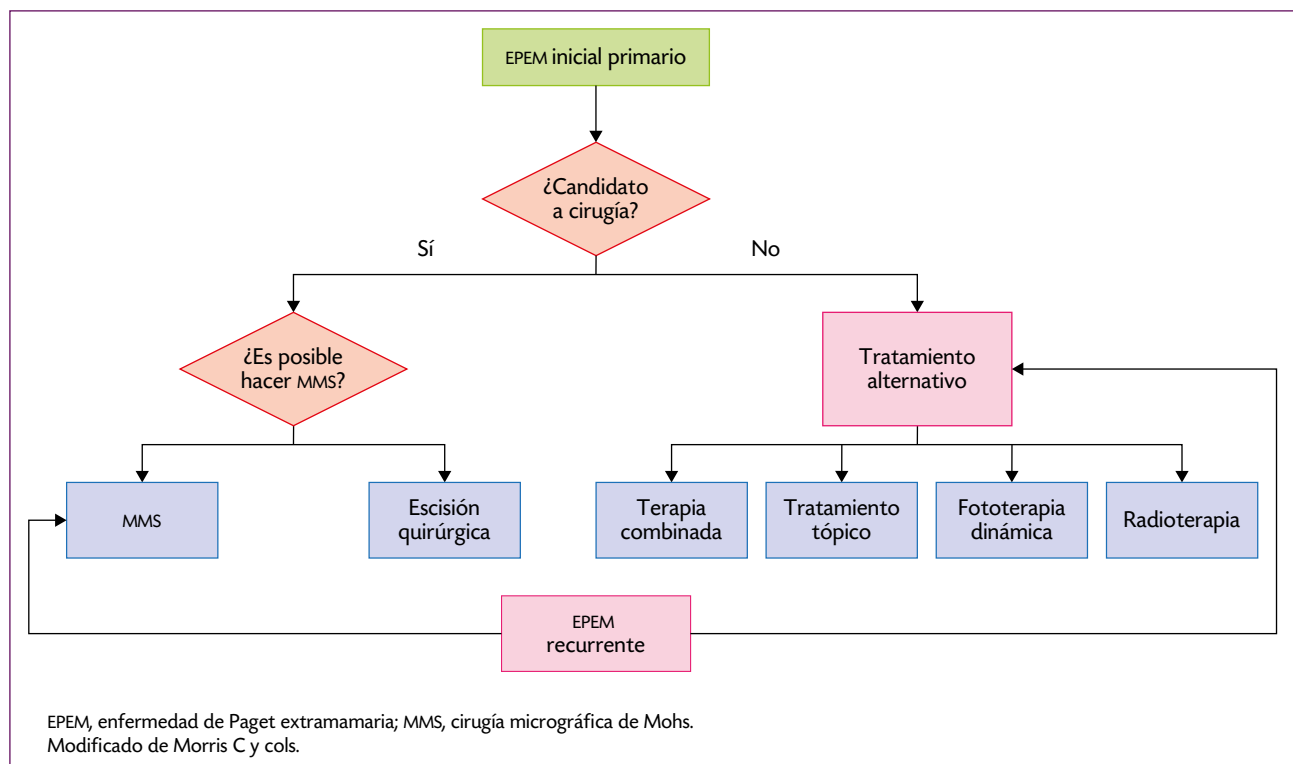 EPEM inicial primario
¿Candidato
a cirugía?
Sí
No
¿Es posible
hacer MMS?
Tratamiento
alternativo
MMS
Escisión
quirúrgica
Terapia
combinada
Tratamiento
tópico
Fototerapia
dinámica
Radioterapia
EPEM
recurrente
EPEM, enfermedad de Paget extramamaria; MMS, cirugía micrográfica de Mohs.
Modificado de Morris C y cols.